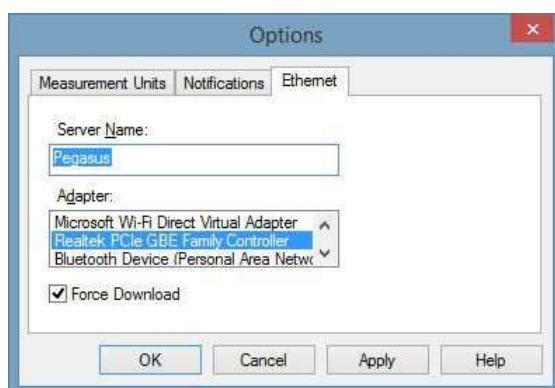 Options
Measurement Units
Notifications
Ethernet
Server Name:
Pegasus
Adapter:
Microsoft Wi-Fi Direct Virtual Adapter
Realtek PCIe GBE Family Controller
Bluetooth Device (Personal Area Netwo
Force Download
OK
Cancel
Apply
Help